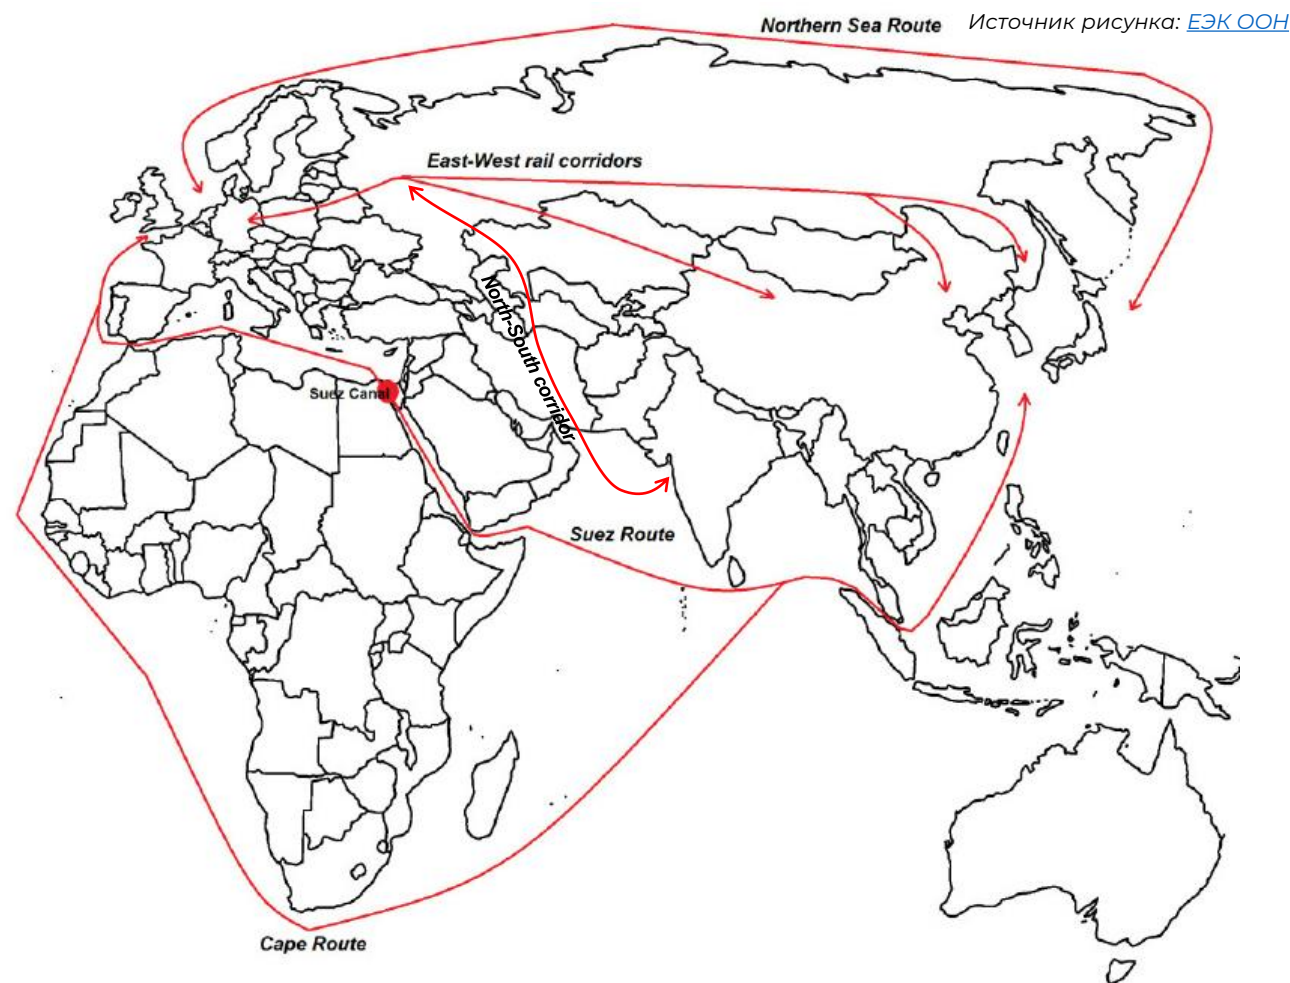 Northern Sea Route
Источник рисунка: ЕЭК ООН
East-West rail corridors
North-South corridor
Suez Canal
Suez Route
Cape Route